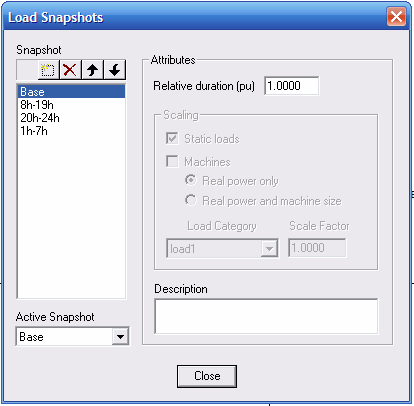 Load Snapshots
Snapshot
Base
8h-19h
20h-24h
1h-7h
Active Snapshot
Base
Attributes
Relative duration (pu) 1.0000
Scaling
Static loads
Machines
Real power only
Real power and machine size
Load Category Scale Factor
load1 1.0000
Description
Close